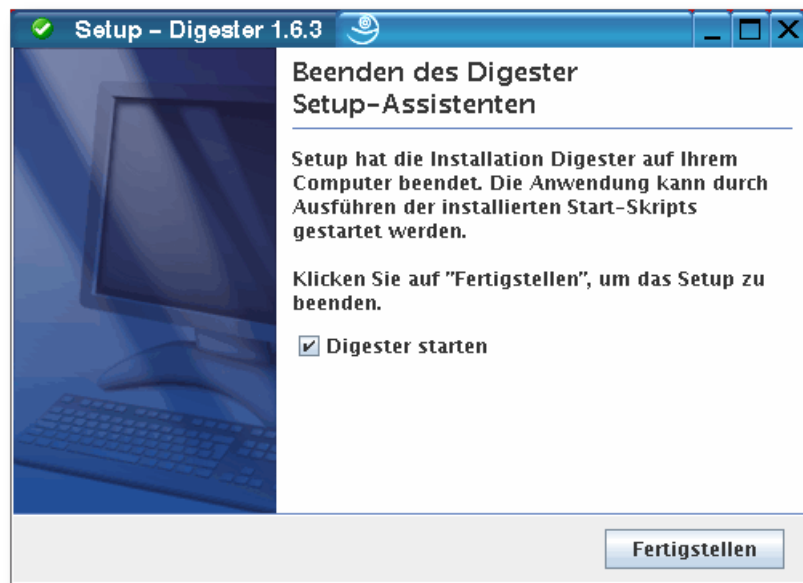 Setup – Digester 1.6.3
Beenden des Digester
Setup-Assistenten
Setup hat die Installation Digester auf Ihrem
Computer beendet. Die Anwendung kann durch
Ausführen der installierten Start-Skripts
gestartet werden.
Klicken Sie auf "Fertigstellen", um das Setup zu
beenden.
Digester starten
Fertigstellen